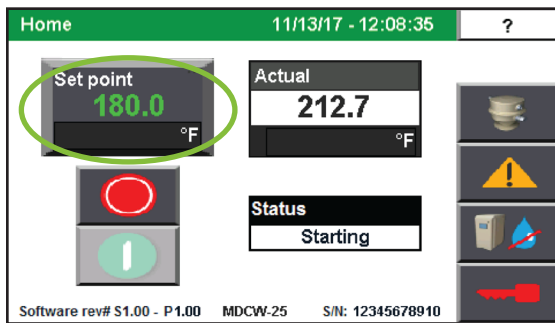 Home 11/13/17 - 12:08:35 ?
Set point
180.0
°F
Actual
212.7
°F
Status
Starting
Software rev# S1.00 - P1.00 MDCW-25 S/N: 12345678910